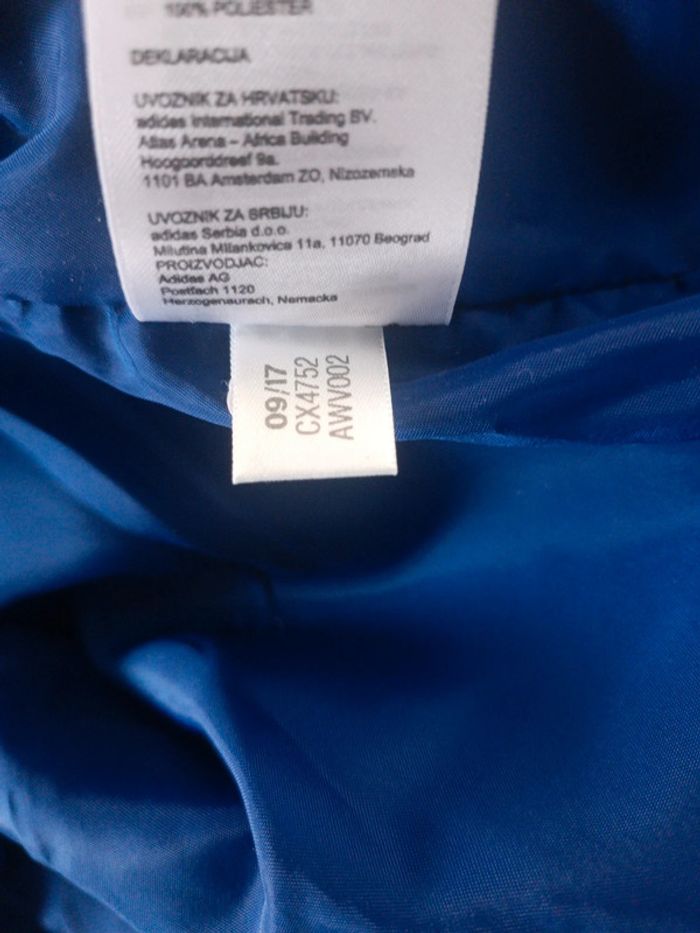 100% POLIESTER
DEKLARACIJA
UVOZNIK ZA HRVATSKU:
adidas International Trading BV.
Atlas Arena – Africa Building
Hoogoorddreef 9a.
1101 BA Amsterdam ZO, Nizozemska
UVOZNIK ZA SRBIJU:
adidas Serbia d.o.o.
Milutina Milankovica 11a, 11070 Beograd
PROIZVODJAC:
Adidas AG
Postfach 1120
Herzogenaurach, Nemacka
09/17
CX4752
AWV002